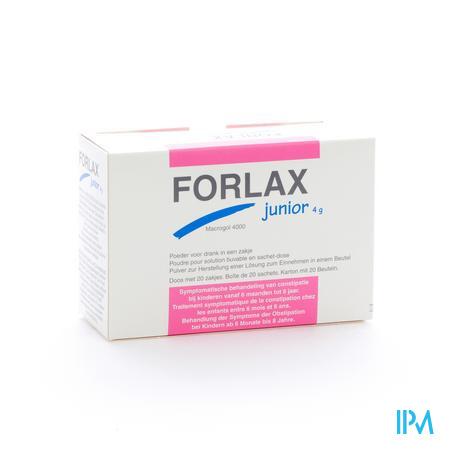 FORLAX
junior 4 g
Macrogol 4000
Poeder voor drank in een zakje
Poudre pour solution buvable en sachet-dose
Pulver zur Herstellung einer Lösung zum Einnehmen in einem Beutel
Doos met 20 zakjes. Boîte de 20 sachets. Karton mit 20 Beuteln.
Symptomatische behandeling van constipatie
bij kinderen vanaf 6 maanden tot 8 jaar.
Traitement symptomatique de la constipation chez
les enfants entre 6 mois et 8 ans.
Behandlung der Symptome der Obstipation
bei Kindern ab 6 Monate bis 8 Jahre.
IPM